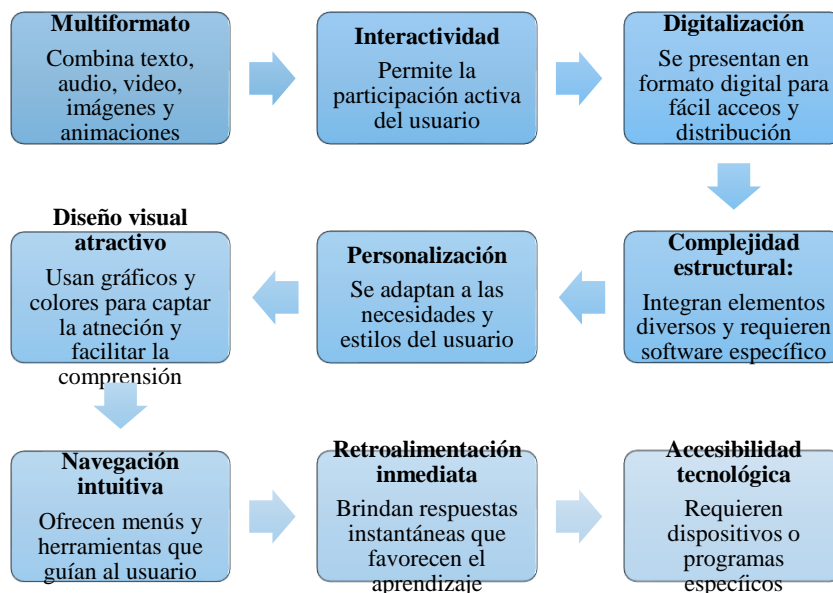 Multiformato
Combina texto,
audio, video,
imágenes y
animaciones
Interactividad
Permite la
participación activa
del usuario
Digitalización
Se presentan en
formato digital para
fácil acceos y
distribución
Complejidad
estructural:
Integran elementos
diversos y requieren
software específico
Personalización
Se adaptan a las
necesidades y
estilos del usuario
Diseño visual
atractivo
Usan gráficos y
colores para captar
la atneción y
facilitar la
comprensión
Navegación
intuitiva
Ofrecen menús y
herramientas que
guían al usuario
Retroalimentación
inmediata
Brindan respuestas
instantáneas que
favorecen el
aprendizaje
Accesibilidad
tecnológica
Requieren
dispositivos o
programas
espeçíficos